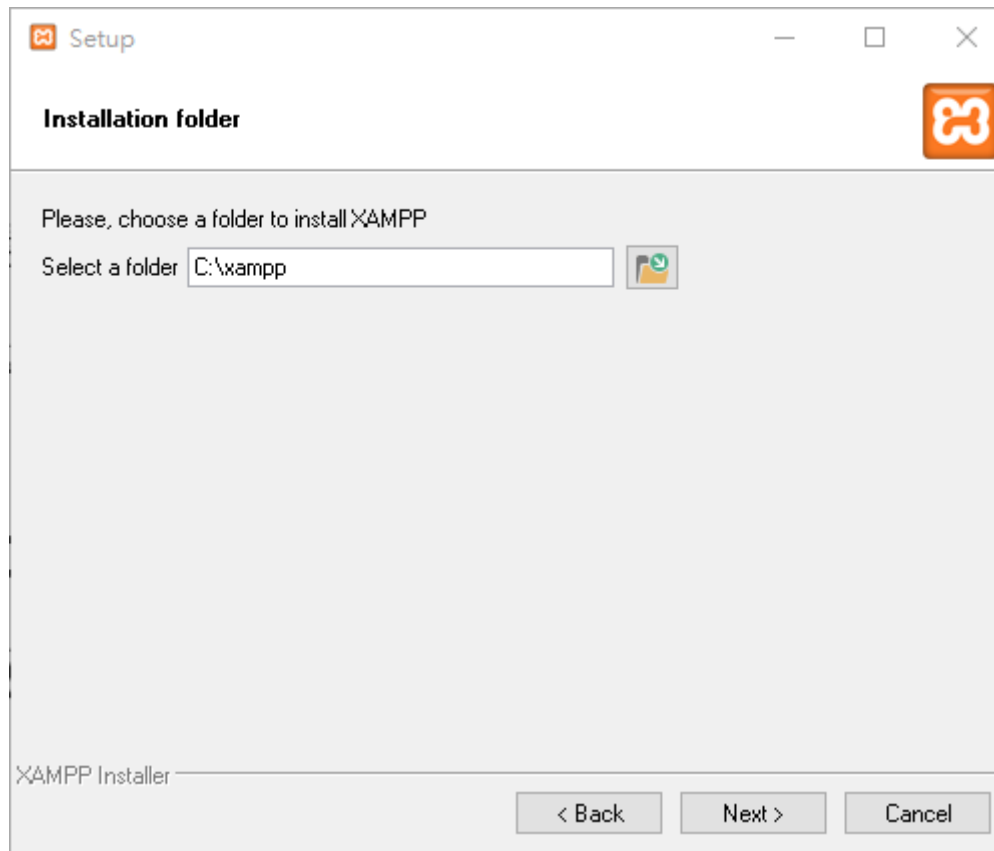 Setup
Installation folder
Please, choose a folder to install XAMPP
Select a folder C:\xampp
XAMPP Installer
< Back Next > Cancel